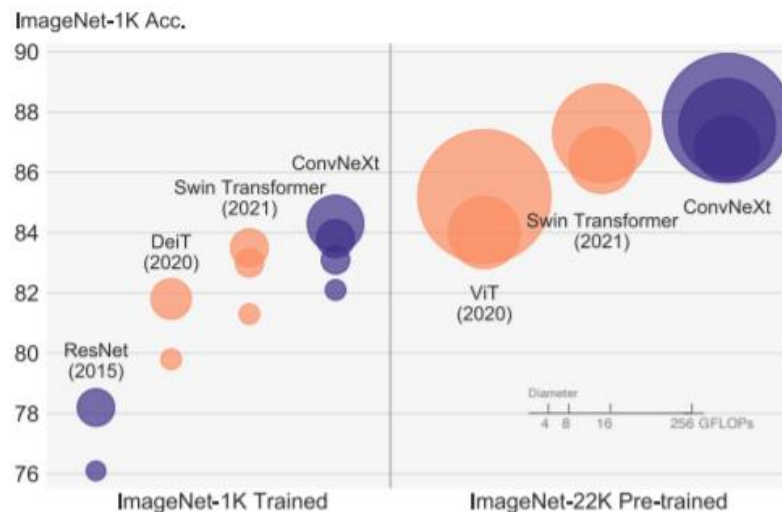 ImageNet-1K Acc.
90
88
86
84
82
80
78
76
ResNet
(2015)
DeiT
(2020)
Swin Transformer
(2021)
ConvNeXt
ViT
(2020)
Swin Transformer
(2021)
ConvNeXt
Diameter
4 8 16 256 GFLOPs
ImageNet-1K Trained
ImageNet-22K Pre-trained